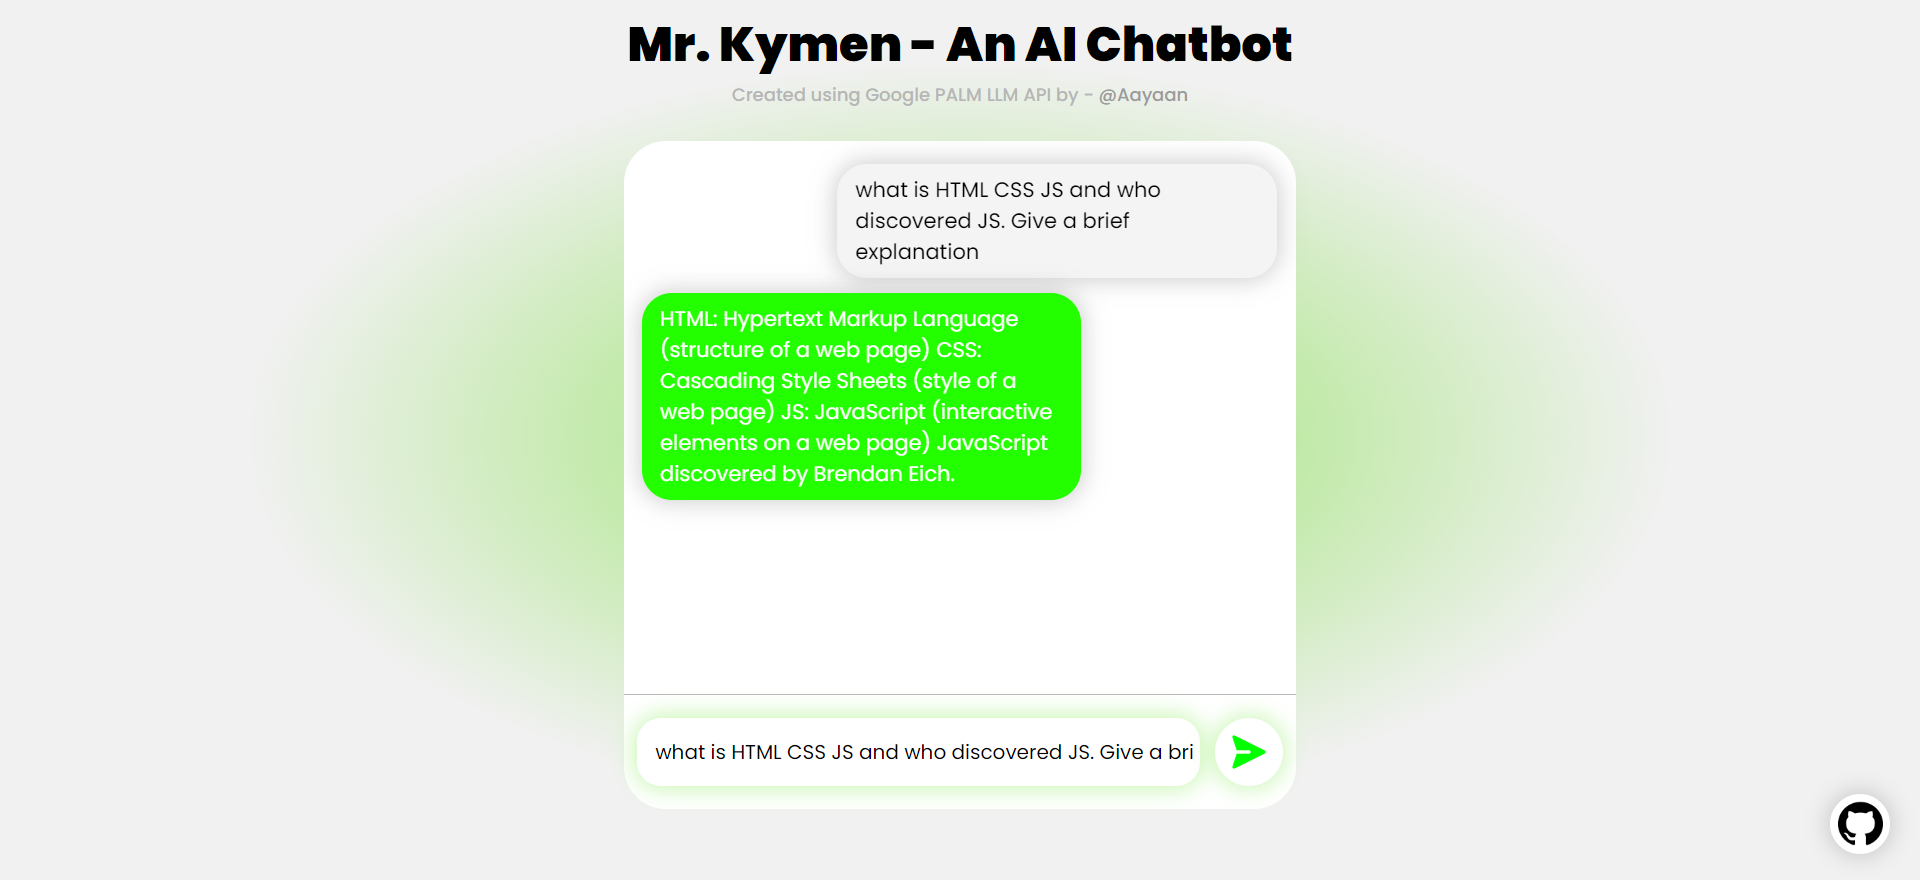 Mr. Kymen - An AI Chatbot
Created using Google PALM LLM API by - @Aayaan
what is HTML CSS JS and who
discovered JS. Give a brief
explanation
HTML: Hypertext Markup Language
(structure of a web page) CSS:
Cascading Style Sheets (style of a
web page) JS: JavaScript (interactive
elements on a web page) JavaScript
discovered by Brendan Eich.
what is HTML CSS JS and who discovered JS. Give a bri